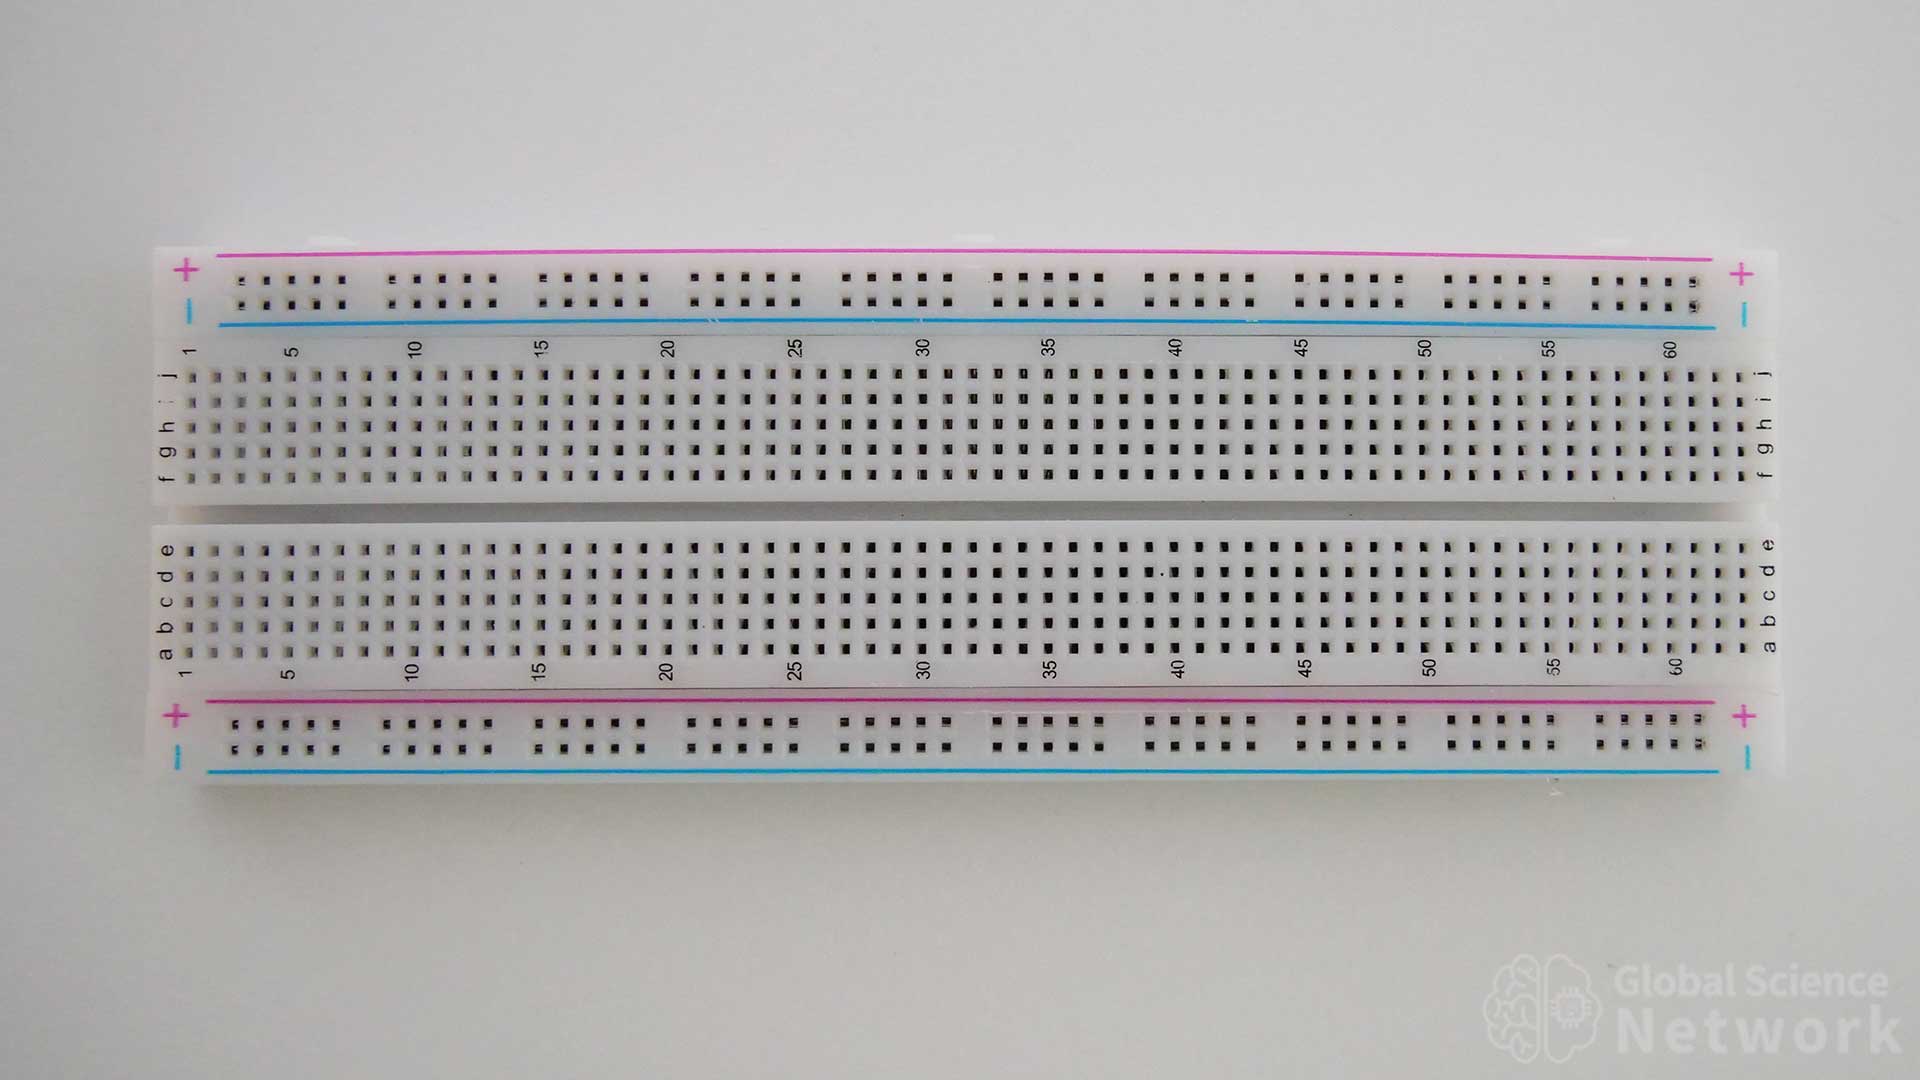 + +
− −
1 5 10 15 20 25 30 35 40 45 50 55 60
j j
i i
h h
g g
f f
e e
d d
c c
b b
a a
1 5 10 15 20 25 30 35 40 45 50 55 60
+ +
− −
Global Science
Network